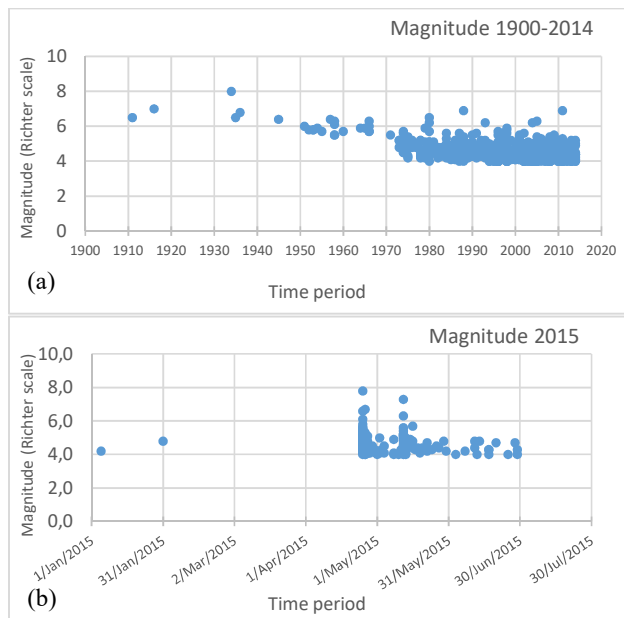 Magnitude 1900-2014
Magnitude (Richter scale)
10
8
6
4
2
0
1900 1910 1920 1930 1940 1950 1960 1970 1980 1990 2000 2010 2020
(a)
Time period
Magnitude 2015
Magnitude (Richter scale)
10,0
8,0
6,0
4,0
2,0
0,0
1/Jan/2015 31/Jan/2015 2/Mar/2015 1/Apr/2015 1/May/2015 31/May/2015 30/Jun/2015 30/Jul/2015
(b)
Time period